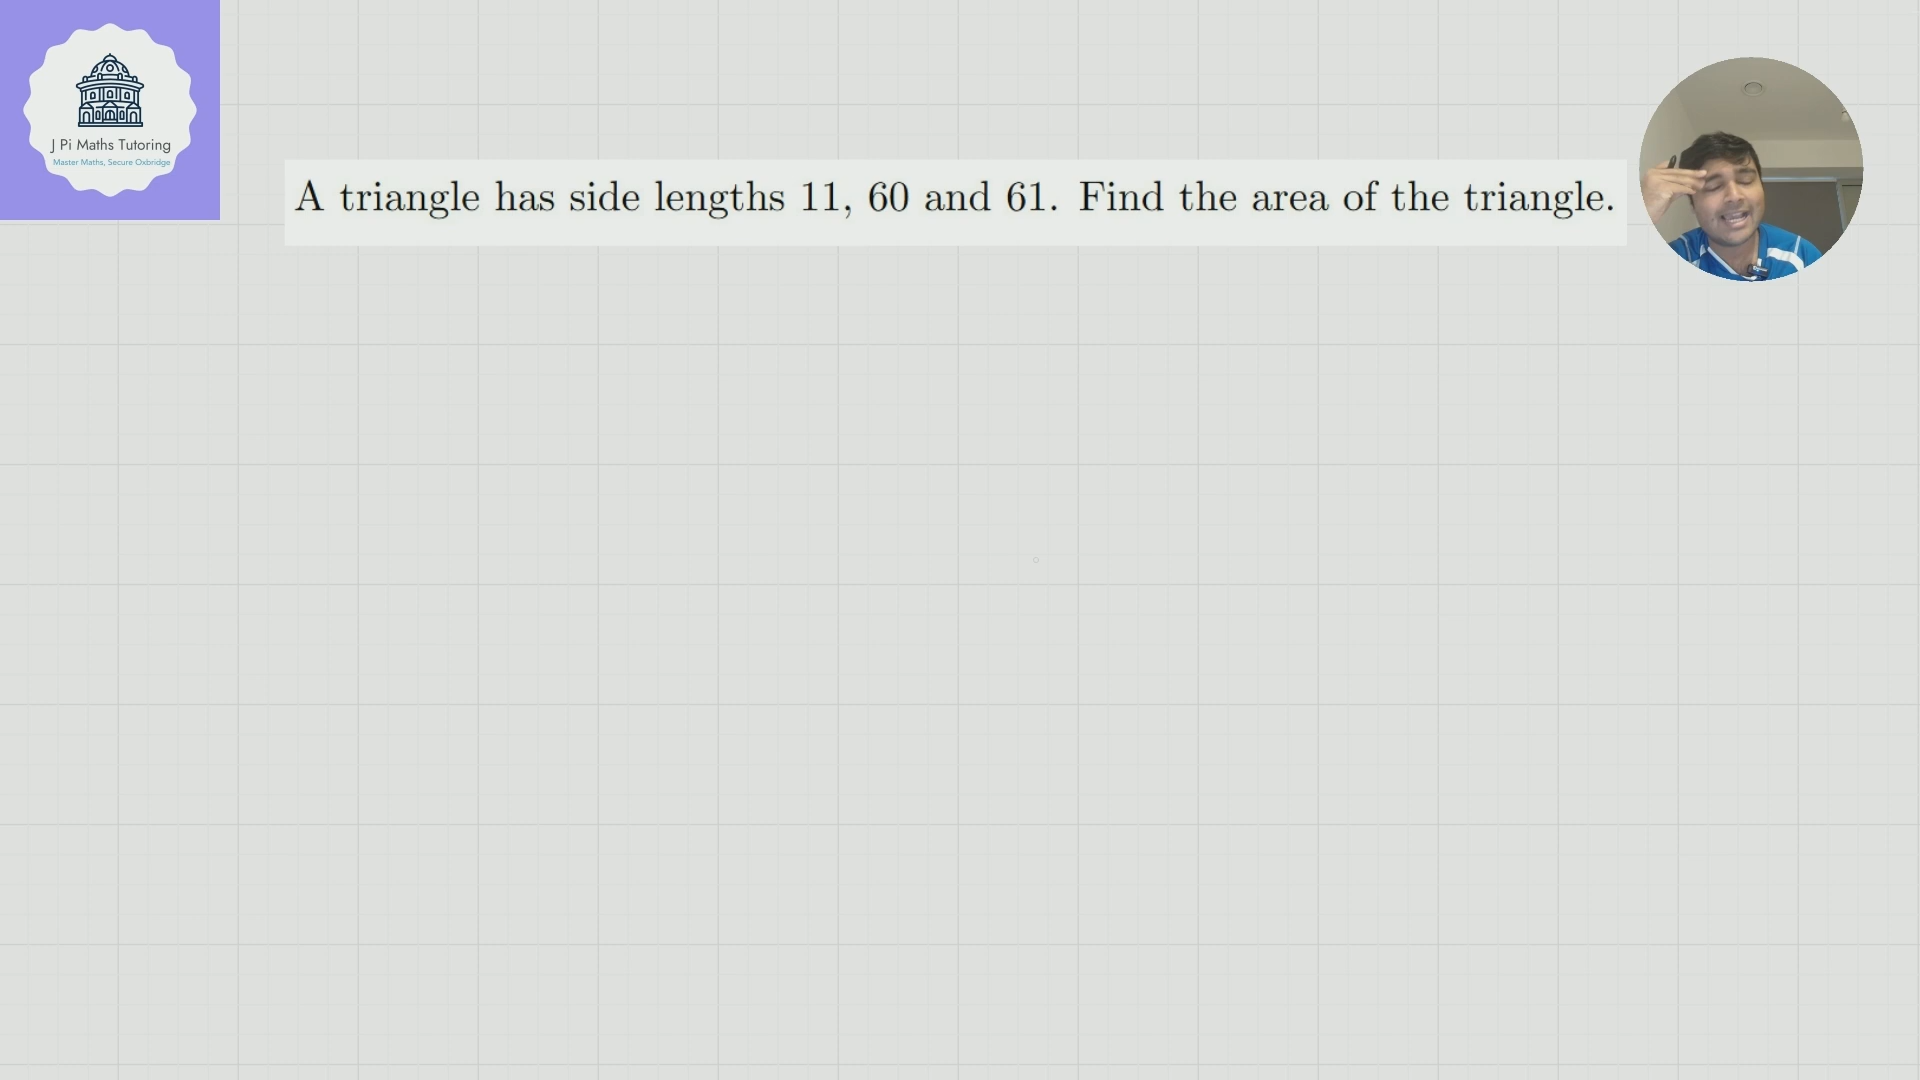 J Pi Maths Tutoring
Master Maths, Secure Oxbridge
A triangle has side lengths 11, 60 and 61. Find the area of the triangle.